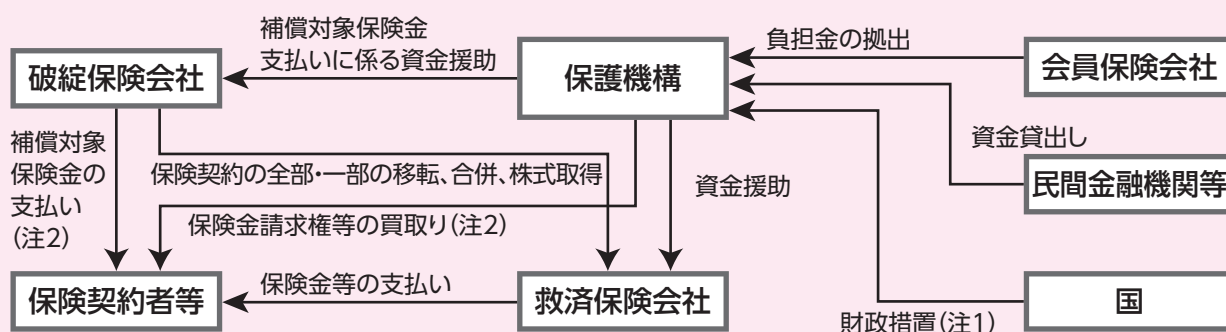 補償対象保険金
支払いに係る資金援助
負担金の拠出
破綻保険会社
保護機構
会員保険会社
補償対象
保険金の
支払い
(注2)
保険契約の全部・一部の移転、合併、株式取得
資金援助
資金貸出し
民間金融機関等
保険金請求権等の買取り(注2)
保険契約者等
保険金等の支払い
救済保険会社
国
財政措置(注1)